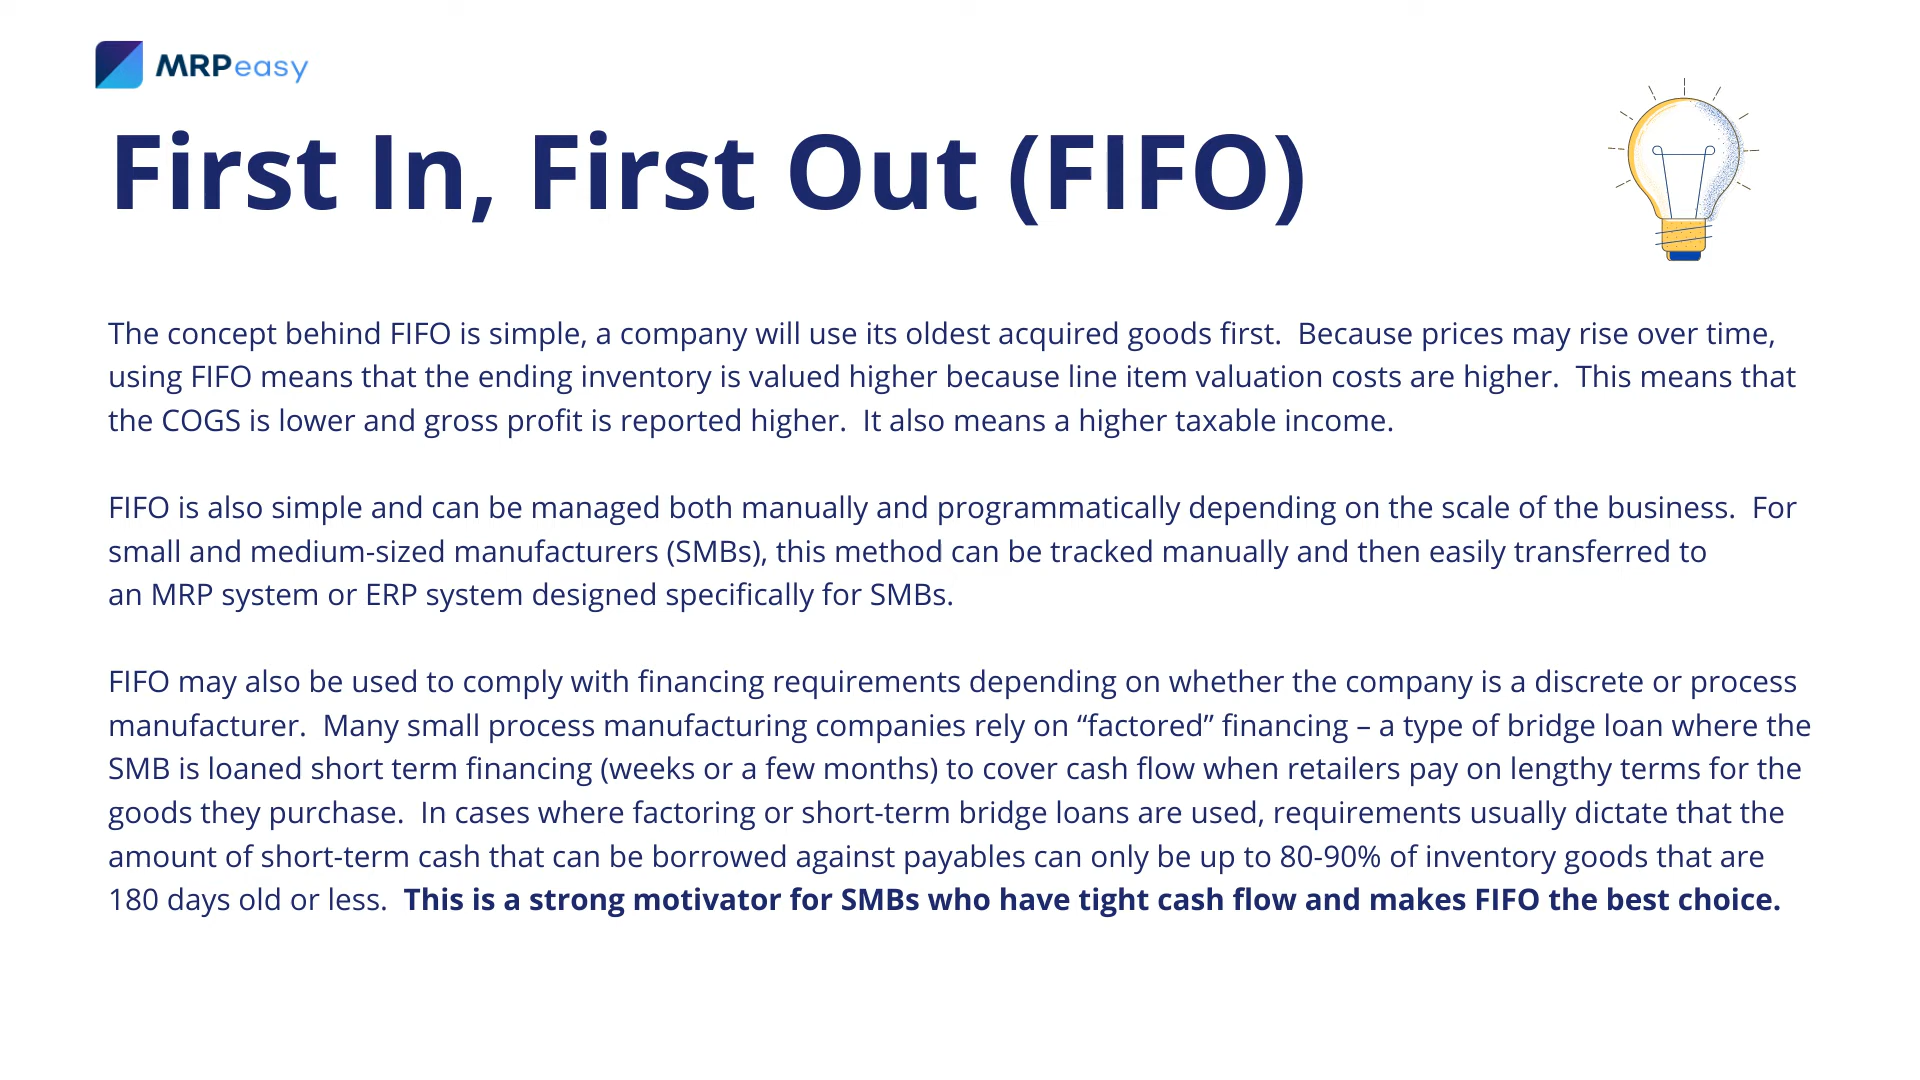 MRPeasy
First In, First Out (FIFO)
The concept behind FIFO is simple, a company will use its oldest acquired goods first.  Because prices may rise over time,
using FIFO means that the ending inventory is valued higher because line item valuation costs are higher.  This means that
the COGS is lower and gross profit is reported higher.  It also means a higher taxable income.
FIFO is also simple and can be managed both manually and programmatically depending on the scale of the business.  For
small and medium-sized manufacturers (SMBs), this method can be tracked manually and then easily transferred to
an MRP system or ERP system designed specifically for SMBs.
FIFO may also be used to comply with financing requirements depending on whether the company is a discrete or process
manufacturer.  Many small process manufacturing companies rely on “factored” financing – a type of bridge loan where the
SMB is loaned short term financing (weeks or a few months) to cover cash flow when retailers pay on lengthy terms for the
goods they purchase.  In cases where factoring or short-term bridge loans are used, requirements usually dictate that the
amount of short-term cash that can be borrowed against payables can only be up to 80-90% of inventory goods that are
180 days old or less.  This is a strong motivator for SMBs who have tight cash flow and makes FIFO the best choice.